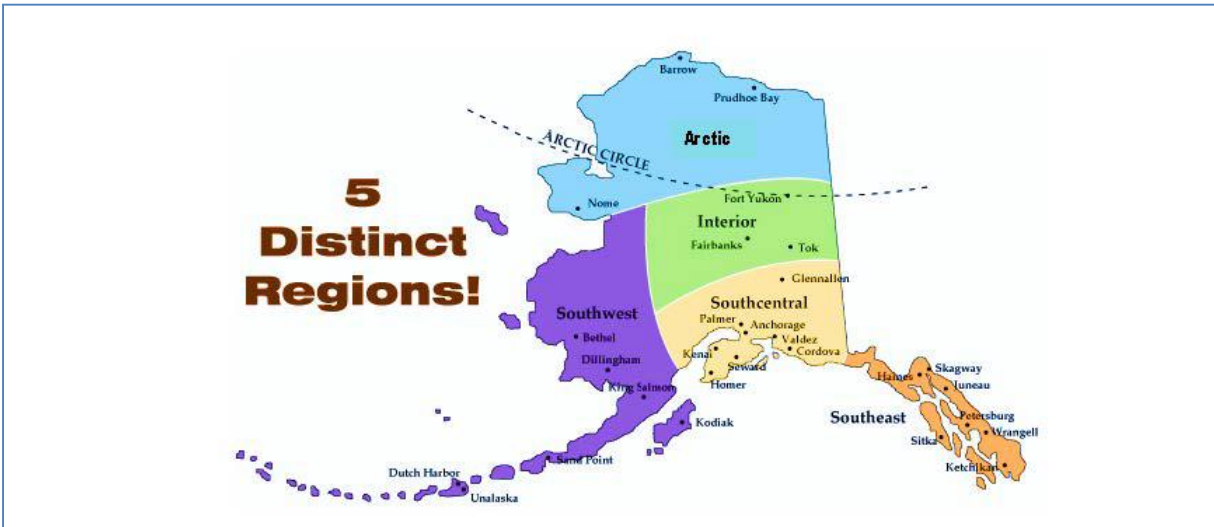 Barrow
Prudhoe Bay
Arctic
ARCTIC CIRCLE
5
Distinct
Regions!
Nome
Fort Yukon
Interior
Fairbanks
Tok
Glennallen
Southcentral
Southwest
Palmer
Anchorage
Bethel
Valdez
Kenai
Cordova
Dillingham
Seward
Haines
Skagway
King Salmon
Homer
Juneau
Kodiak
Southeast
Petersburg
Wrangell
Sitka
Sand Point
Ketchikan
Dutch Harbor
Unalaska